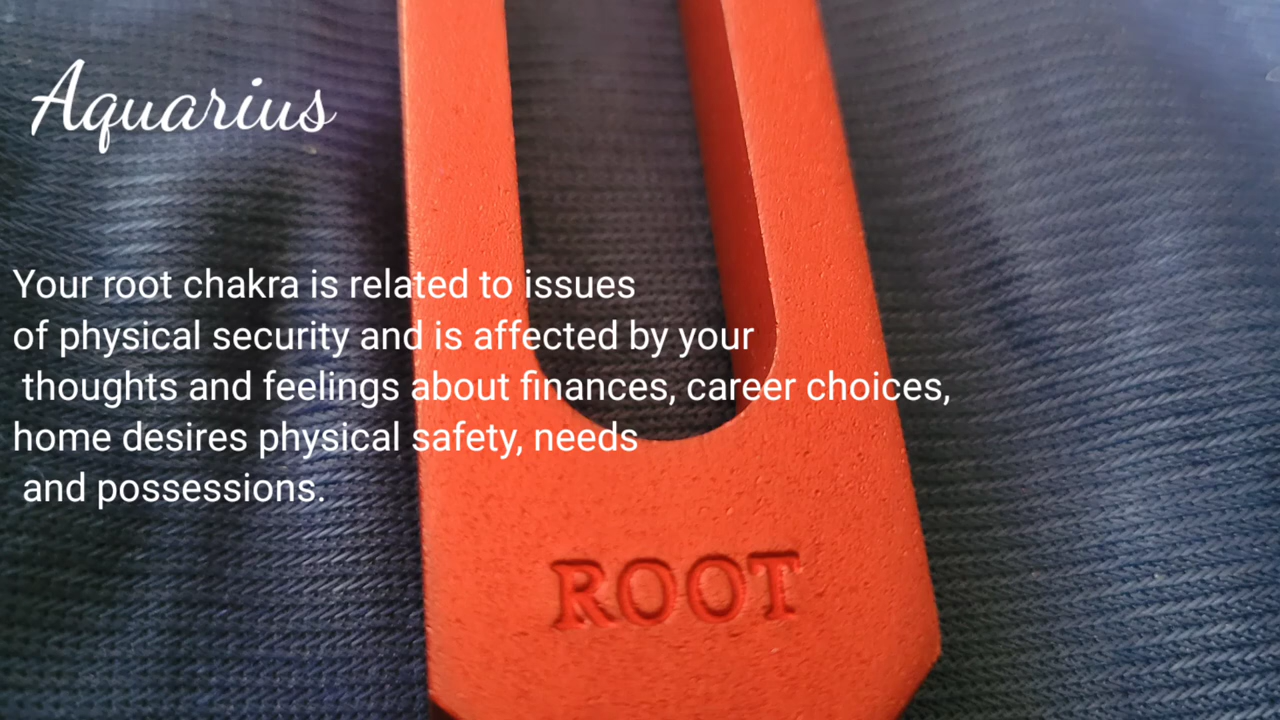 Aquarius
Your root chakra is related to issues
of physical security and is affected by your
thoughts and feelings about finances, career choices,
home desires physical safety, needs
and possessions.
ROOT